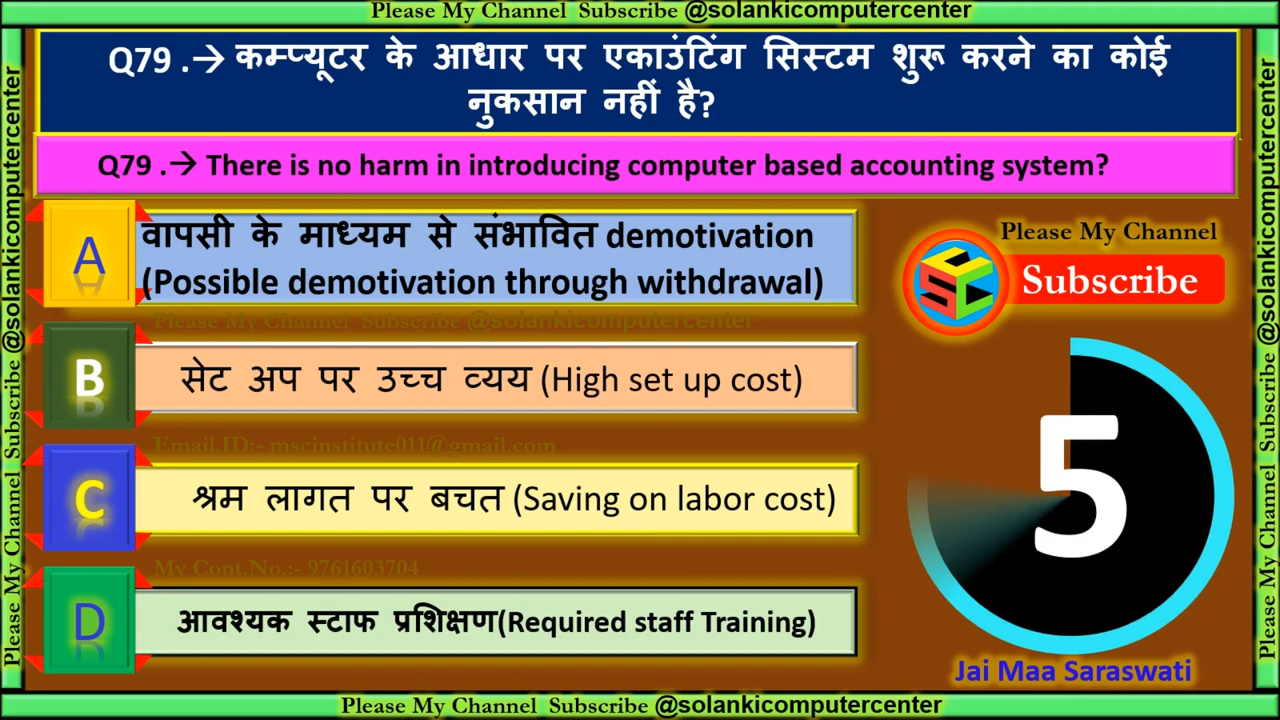 Please My Channel Subscribe @solankicomputercenter
Please My Channel Subscribe @solankicomputercenter
Q79 .→ कम्प्यूटर के आधार पर एकाउंटिंग सिस्टम शुरू करने का कोई
नुकसान नहीं है?
Q79 .→ There is no harm in introducing computer based accounting system?
A
वापसी के माध्यम से संभावित demotivation
(Possible demotivation through withdrawal)
Please My Channel
Subscribe
Please My Channel Subscribe @solankicomputercenter
B
सेट अप पर उच्च व्यय (High set up cost)
Email.ID:- mscinstitute011@gmail.com
C
श्रम लागत पर बचत (Saving on labor cost)
5
My Cont.No.:- 9761603704
D
आवश्यक स्टाफ प्रशिक्षण(Required staff Training)
Jai Maa Saraswati
Please My Channel Subscribe @solankicomputercenter
Please My Channel Subscribe @solankicomputercenter